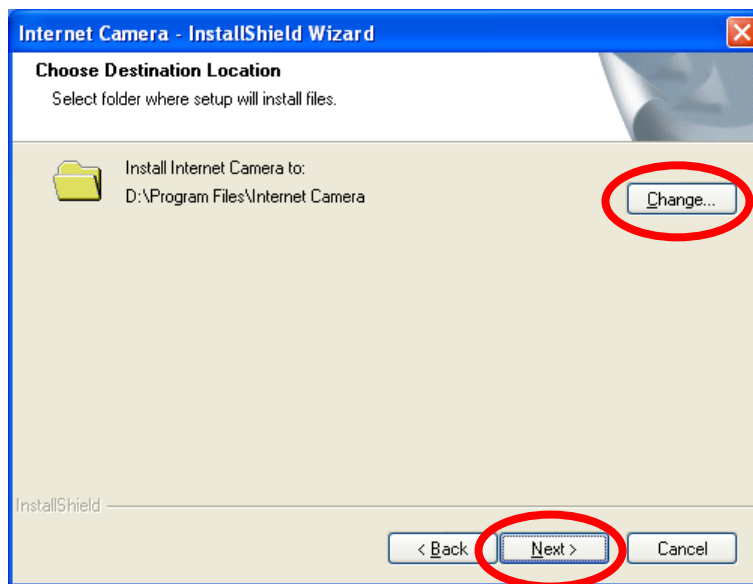 Internet Camera - InstallShield Wizard
Choose Destination Location
Select folder where setup will install files.
Install Internet Camera to:
D:\Program Files\Internet Camera
Change...
InstallShield
< Back
Next >
Cancel